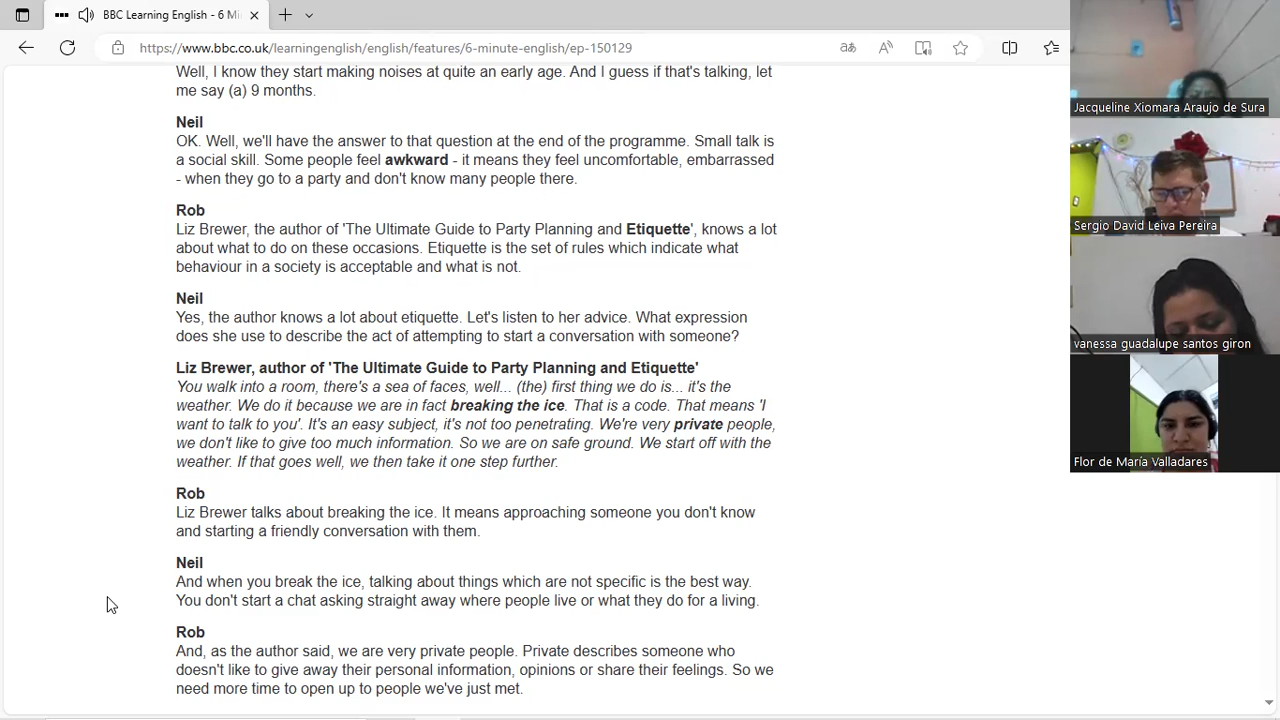 BBC Learning English - 6 Mi
https://www.bbc.co.uk/learningenglish/english/features/6-minute-english/ep-150129
Well, I know they start making noises at quite an early age. And I guess if that's talking, let
me say (a) 9 months.
Neil
OK. Well, we'll have the answer to that question at the end of the programme. Small talk is
a social skill. Some people feel awkward - it means they feel uncomfortable, embarrassed
- when they go to a party and don't know many people there.
Rob
Liz Brewer, the author of 'The Ultimate Guide to Party Planning and Etiquette', knows a lot
about what to do on these occasions. Etiquette is the set of rules which indicate what
behaviour in a society is acceptable and what is not.
Neil
Yes, the author knows a lot about etiquette. Let's listen to her advice. What expression
does she use to describe the act of attempting to start a conversation with someone?
Liz Brewer, author of 'The Ultimate Guide to Party Planning and Etiquette'
You walk into a room, there's a sea of faces, well... (the) first thing we do is... it's the
weather. We do it because we are in fact breaking the ice. That is a code. That means 'I
want to talk to you'. It's an easy subject, it's not too penetrating. We're very private people,
we don't like to give too much information. So we are on safe ground. We start off with the
weather. If that goes well, we then take it one step further.
Rob
Liz Brewer talks about breaking the ice. It means approaching someone you don't know
and starting a friendly conversation with them.
Neil
And when you break the ice, talking about things which are not specific is the best way.
You don't start a chat asking straight away where people live or what they do for a living.
Rob
And, as the author said, we are very private people. Private describes someone who
doesn't like to give away their personal information, opinions or share their feelings. So we
need more time to open up to people we've just met.
Jacqueline Xiomara Araujo de Sura
Sergio David Leiva Pereira
vanessa guadalupe santos giron
Flor de María Valladares